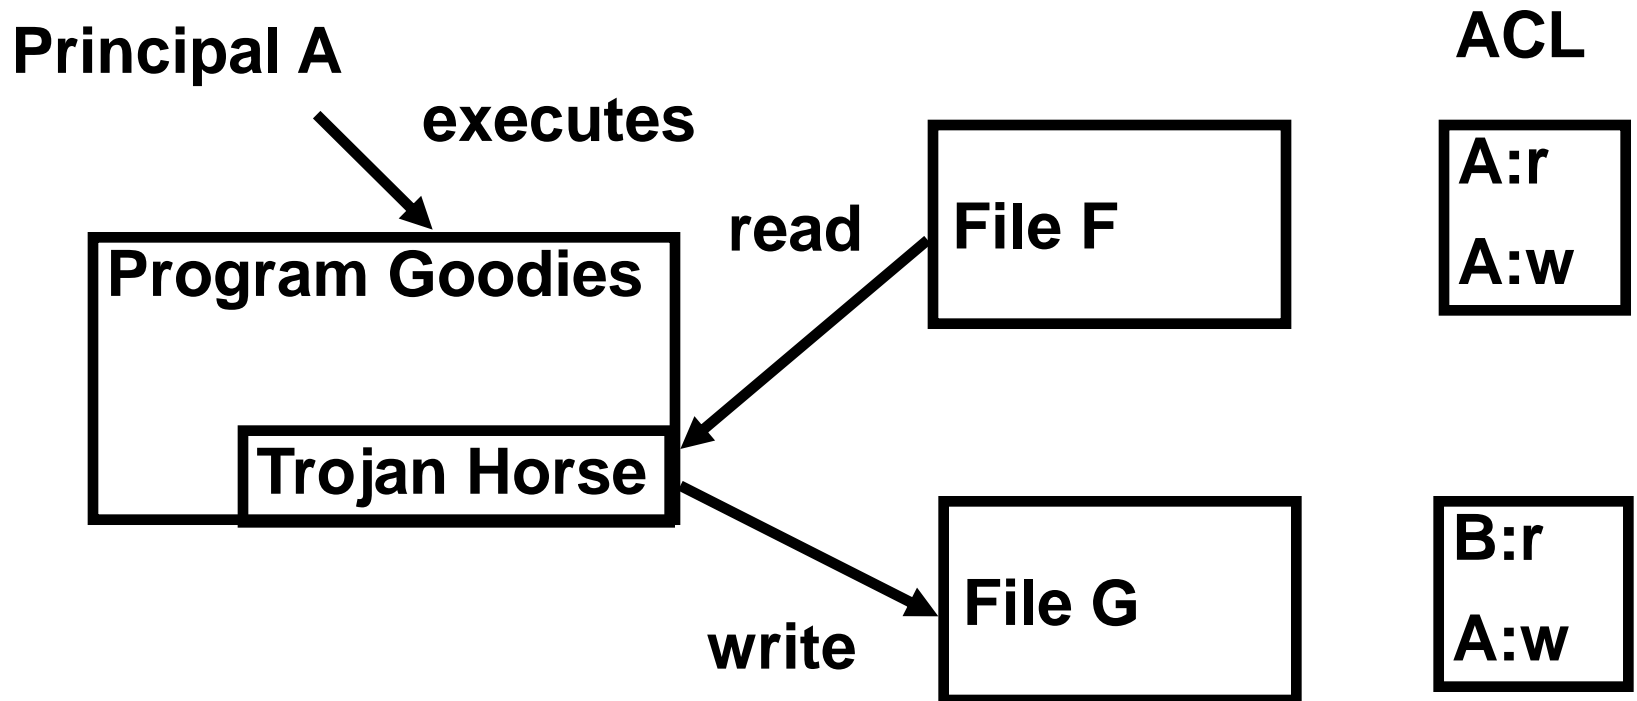 Principal A
executes
Program Goodies
Trojan Horse
read
write
File F
File G
ACL
A:r
A:w
B:r
A:w